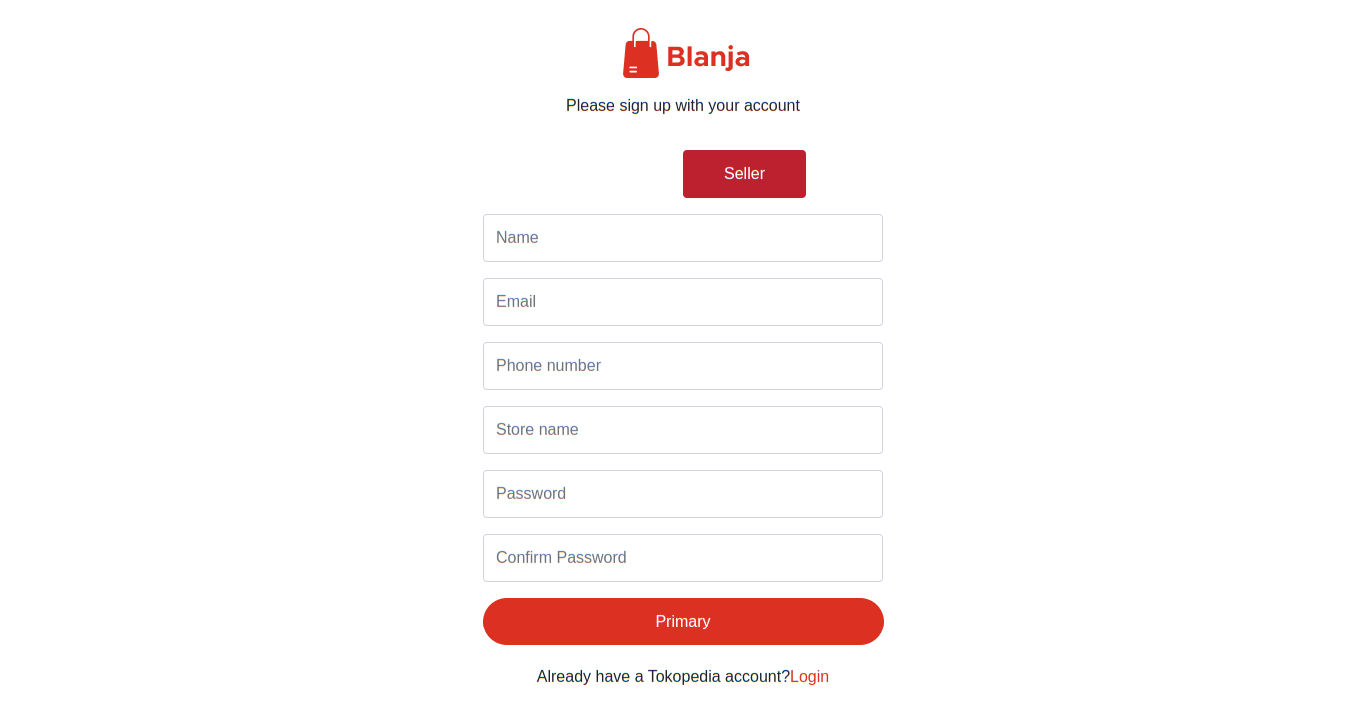 Blanja
Please sign up with your account
Seller
Name
Email
Phone number
Store name
Password
Confirm Password
Primary
Already have a Tokopedia account?Login